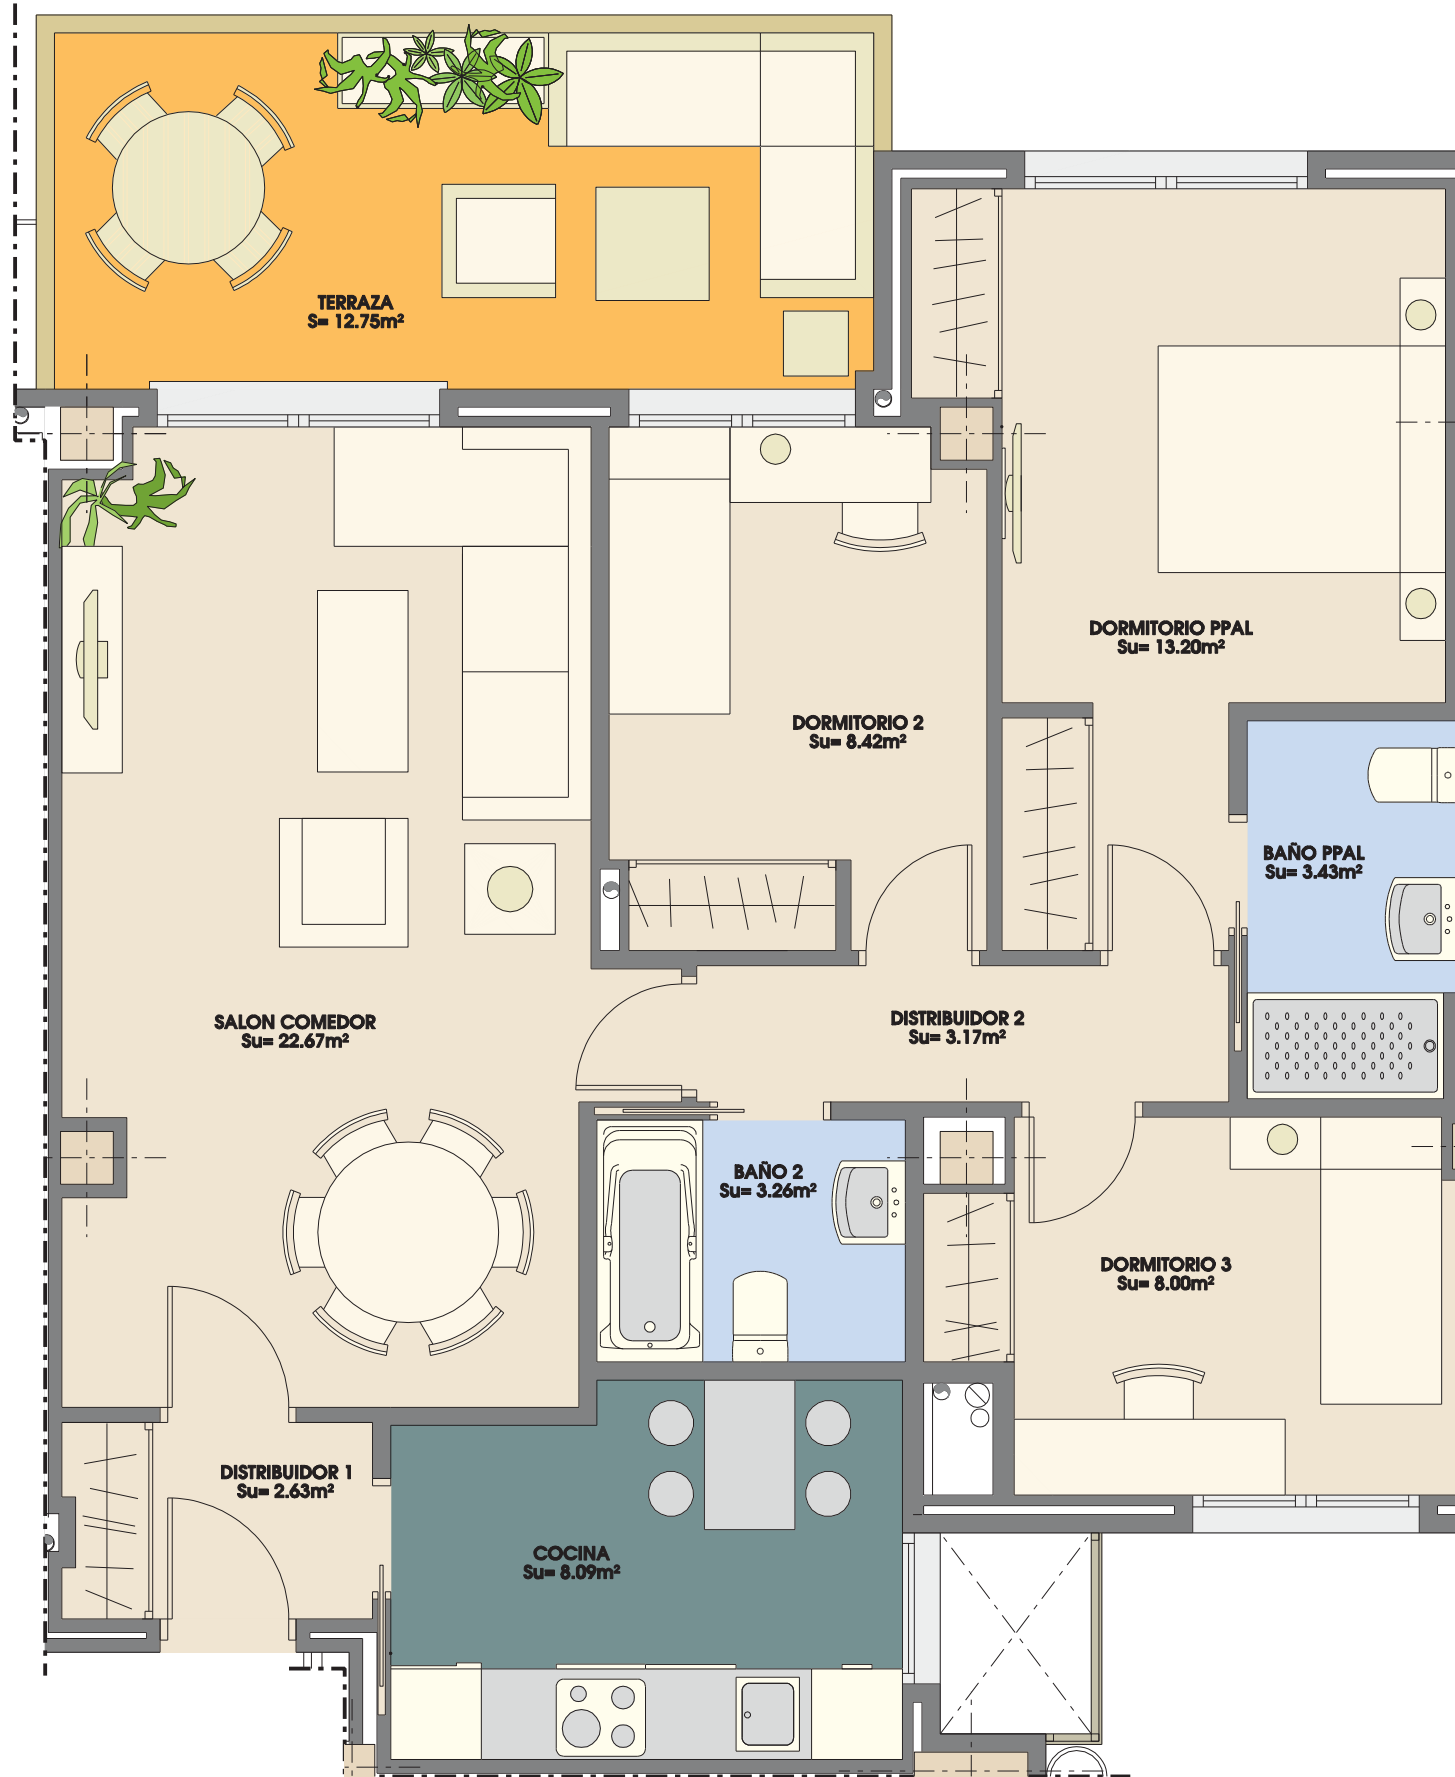 TERRAZA
S= 12.75m²
DORMITORIO PPAL
Su= 13.20m²
DORMITORIO 2
Su= 8.42m²
BAÑO PPAL
Su= 3.43m²
SALON COMEDOR
Su= 22.67m²
DISTRIBUIDOR 2
Su= 3.17m²
BAÑO 2
Su= 3.26m²
DORMITORIO 3
Su= 8.00m²
DISTRIBUIDOR 1
Su= 2.63m²
COCINA
Su= 8.09m²